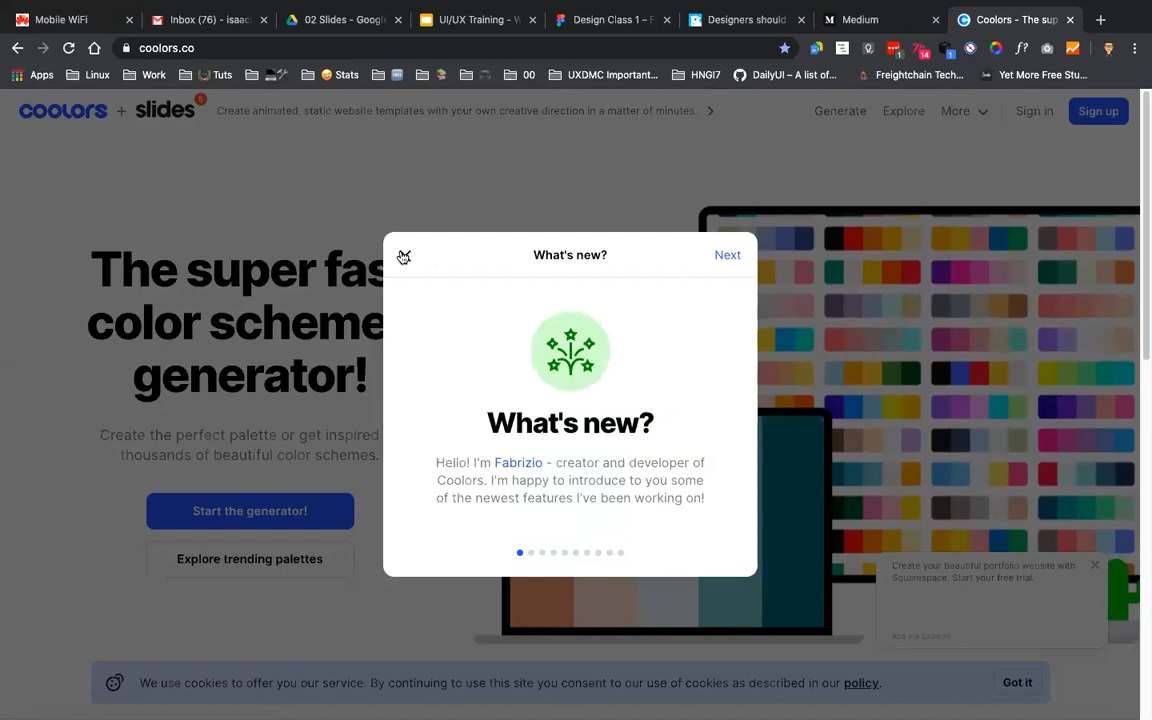 Mobile WiFi
Inbox (76) – isaac
02 Slides - Google
UI/UX Training - W
Design Class 1 – F
Designers should
Medium
Coolors - The sup
coolors.co
Apps
Linux
Work
Tuts
Stats
00
UXDMC Important...
HNGi7
DailyUI – A list of...
Freightchain Tech...
Yet More Free Stu...
coolors + slides
Create animated, static website templates with your own creative direction in a matter of minutes.
Generate
Explore
More
Sign in
Sign up
What's new?
Next
The super fas
color scheme
generator!
Create the perfect palette or get inspired
thousands of beautiful color schemes.
Start the generator!
Explore trending palettes
What's new?
Hello! I'm Fabrizio - creator and developer of
Coolors. I'm happy to introduce to you some
of the newest features I've been working on!
Create your beautiful portfolio website with
Squarespace. Start your free trial.
ADS VIA CARBON
We use cookies to offer you our service. By continuing to use this site you consent to our use of cookies as described in our policy.
Got it